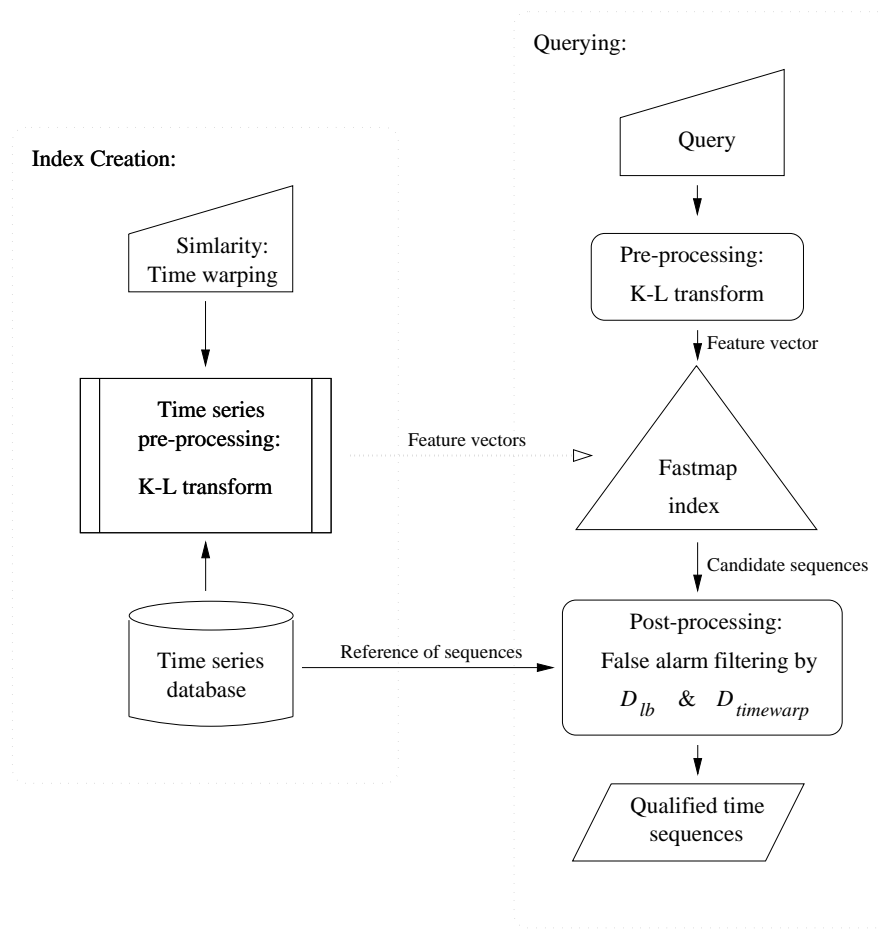 Querying:
Query
Index Creation:
Simlarity:
Time warping
Pre-processing:
K-L transform
Feature vector
Time series
pre-processing:
K-L transform
Feature vectors
Fastmap
index
Candidate sequences
Time series
database
Reference of sequences
Post-processing:
False alarm filtering by
D lb & D timewarp
Qualified time
sequences